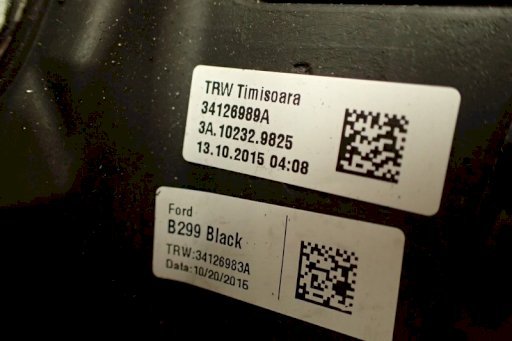 TRW Timisoara
34126989A
3A.10232.9825
13.10.2015 04:08
Ford
B299 Black
TRW:34126983A
Data:10/20/2015